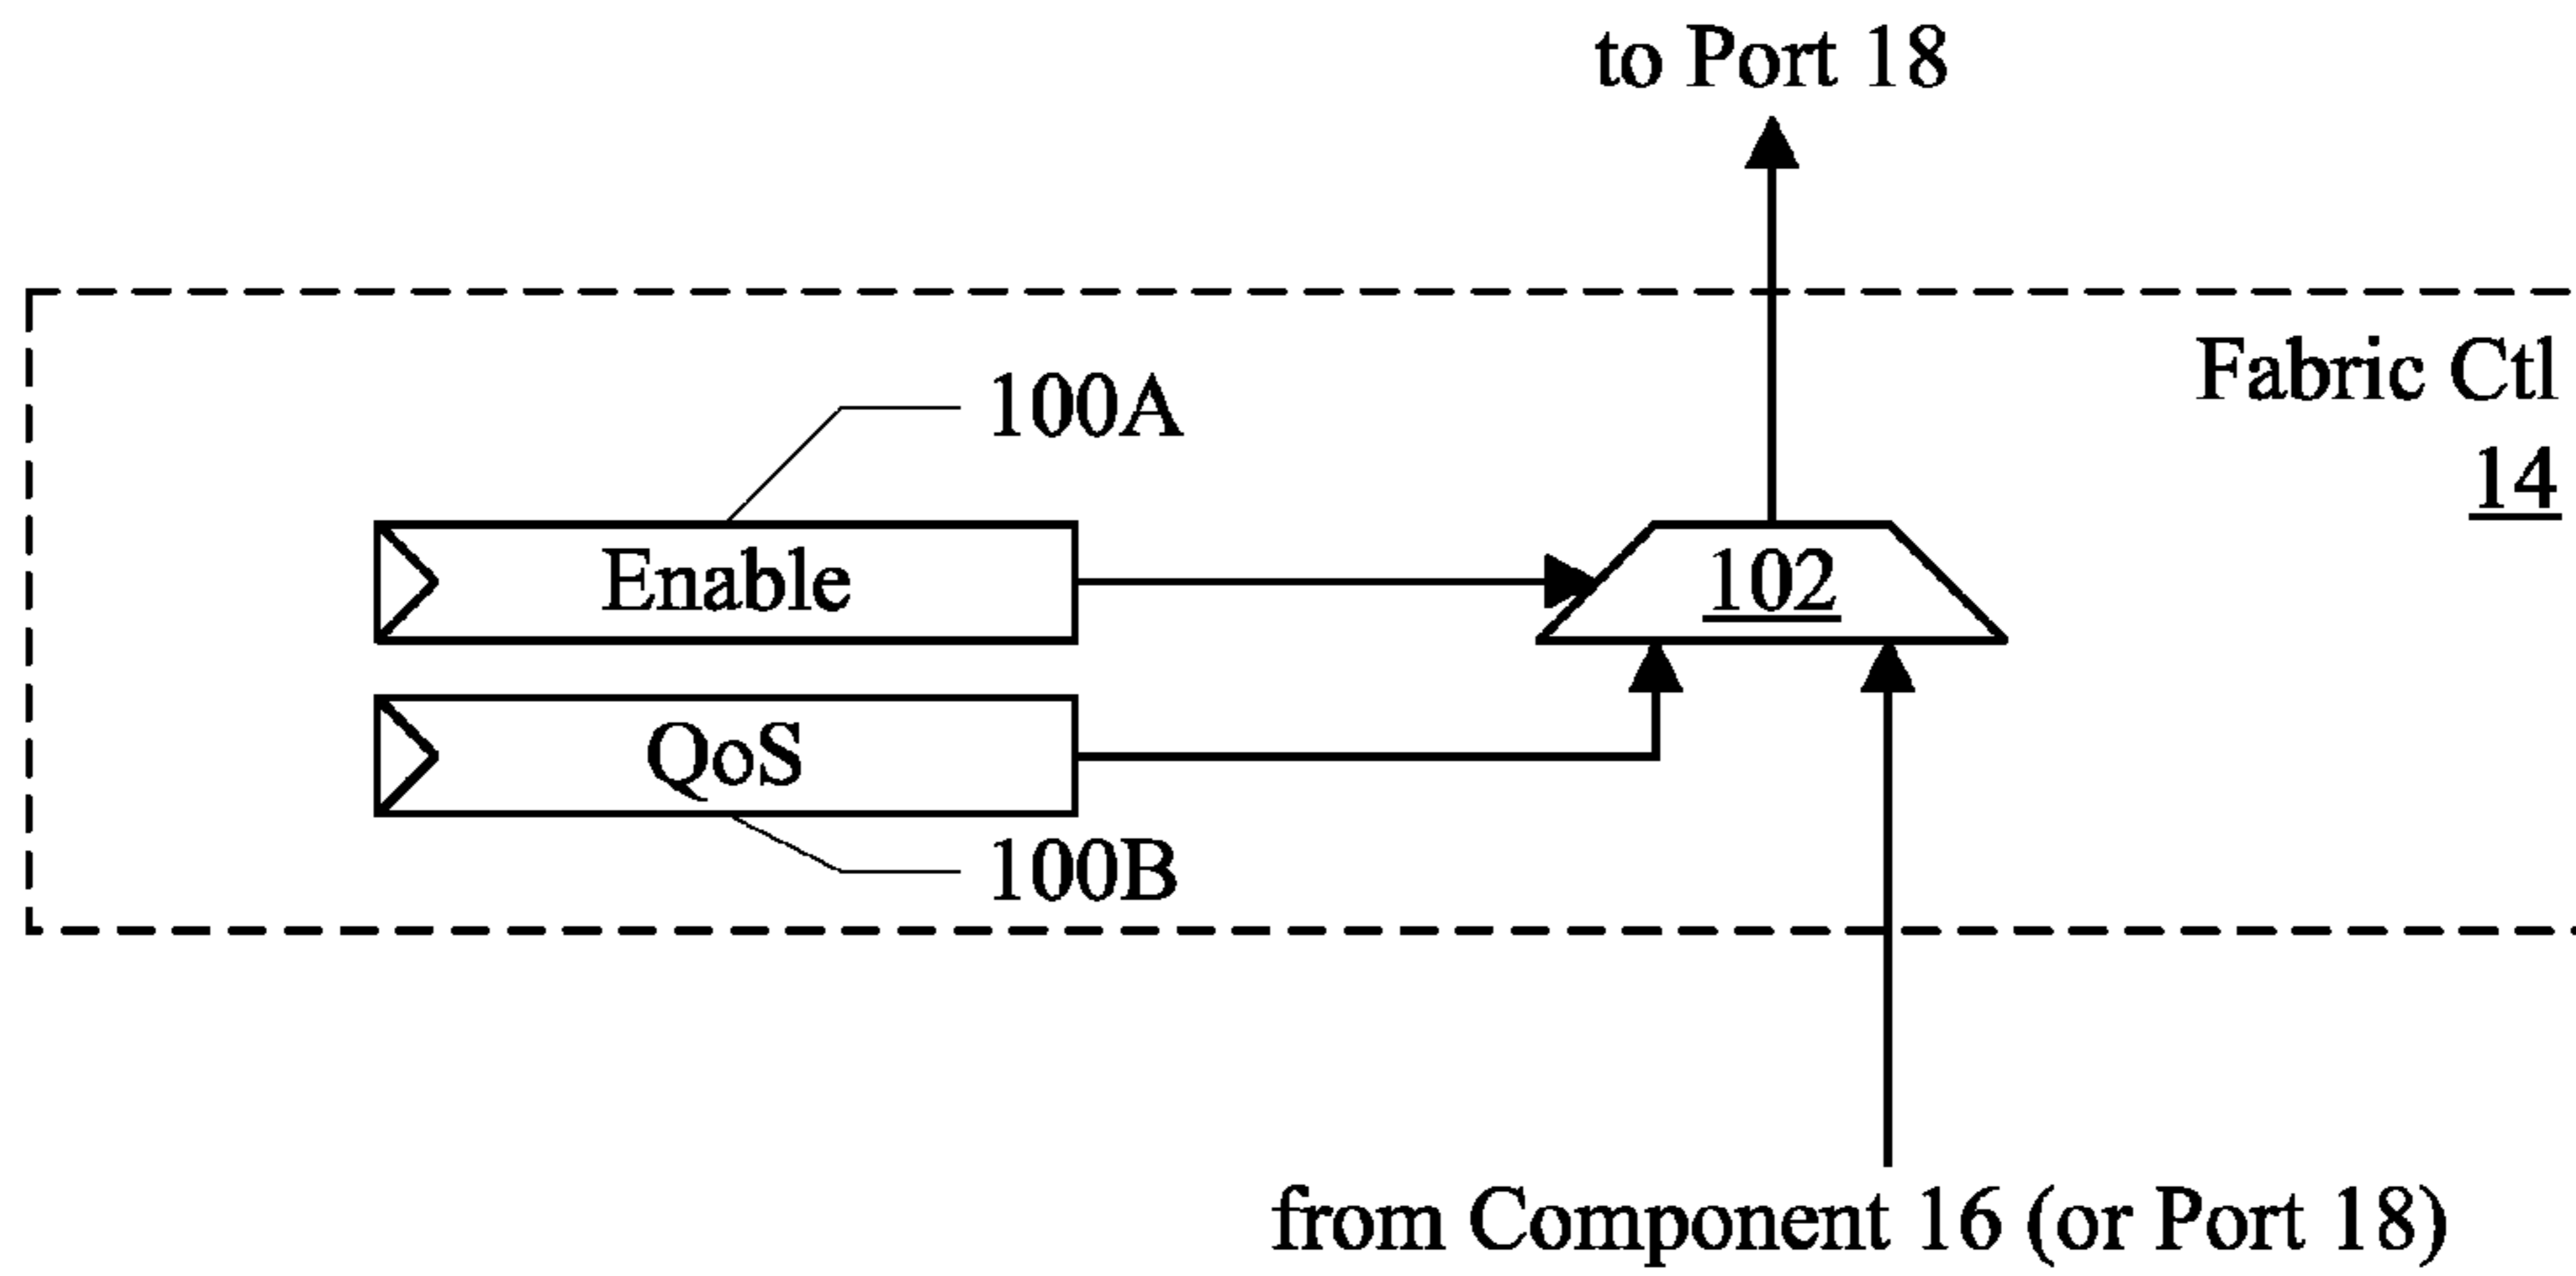 to Port 18
Fabric Ctl
14
100A
Enable
102
QoS
100B
from Component 16 (or Port 18)